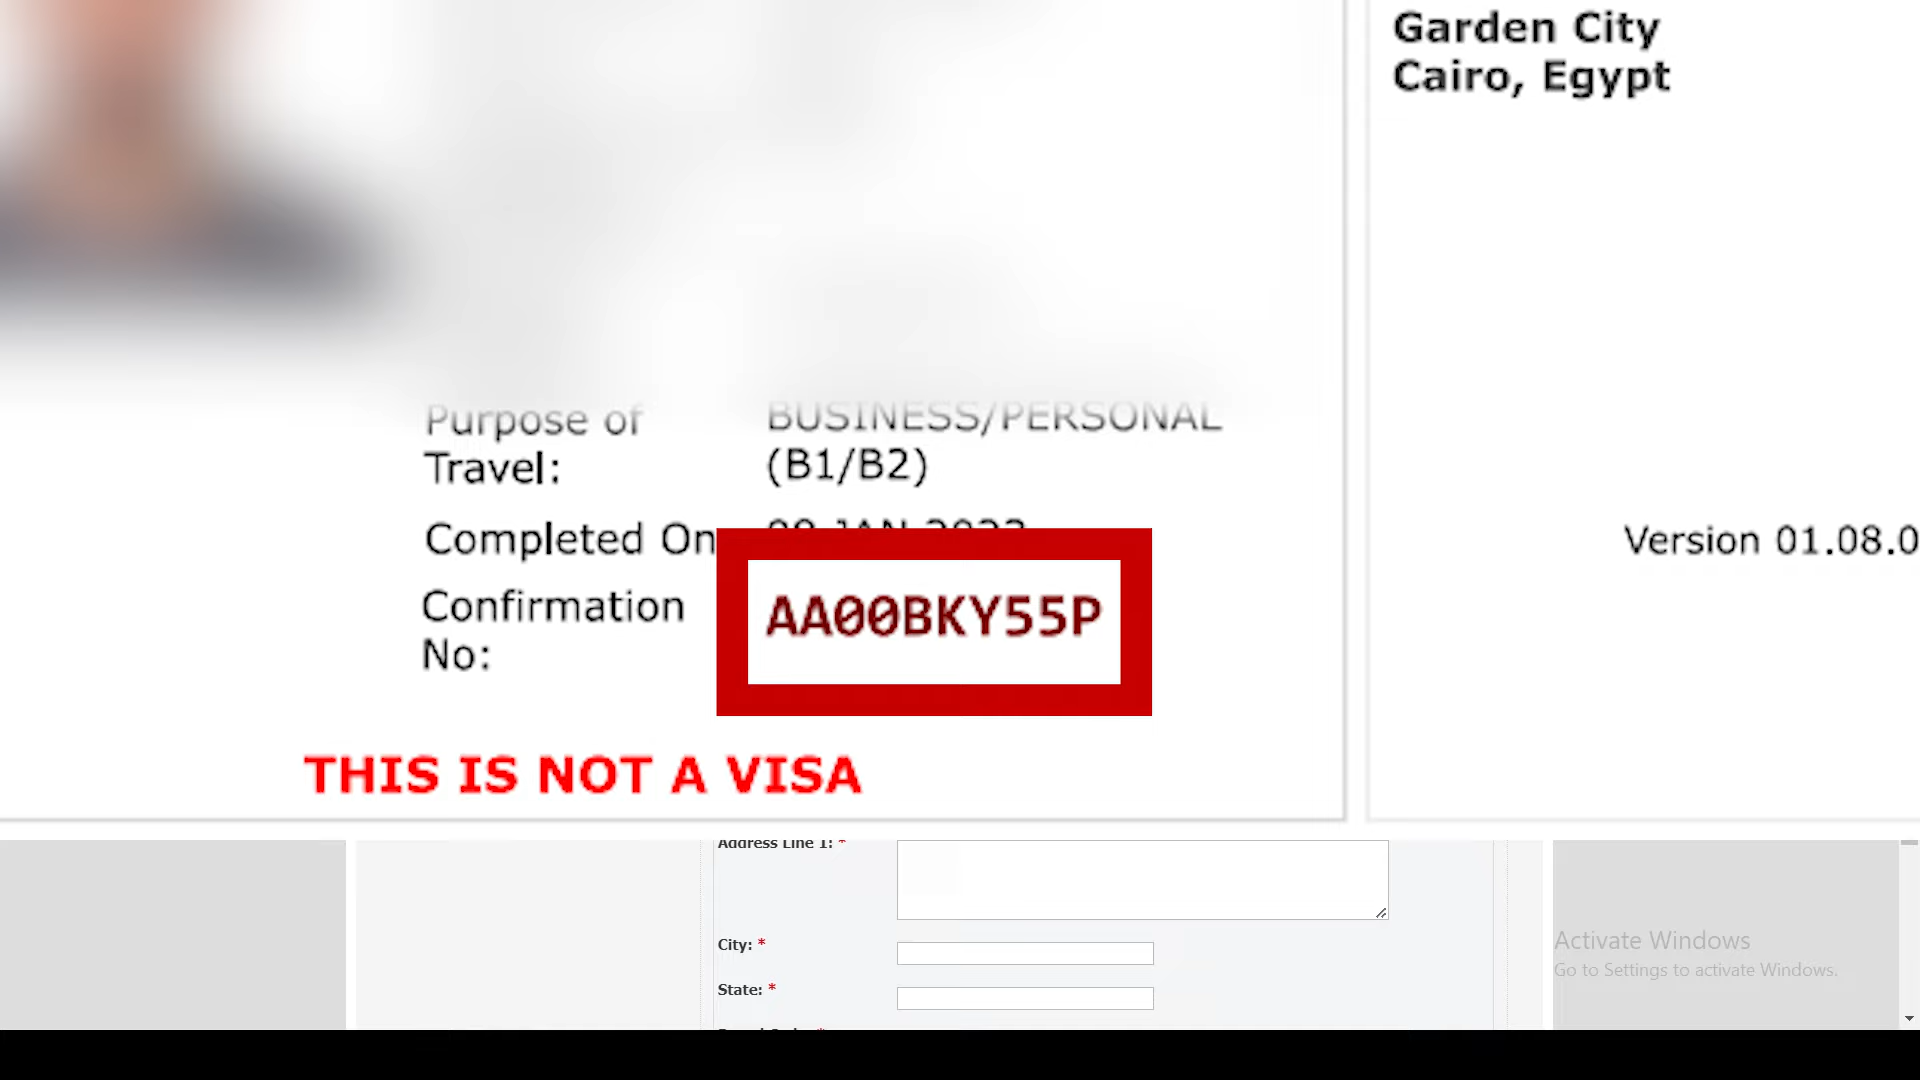 Garden City
Cairo, Egypt
Purpose of
Travel:
BUSINESS/PERSONAL
(B1/B2)
Completed On
Version 01.08.0
Confirmation
No:
AA00BKY55P
THIS IS NOT A VISA
Address Line 1: *
City: *
State: *
Activate Windows
Go to Settings to activate Windows.